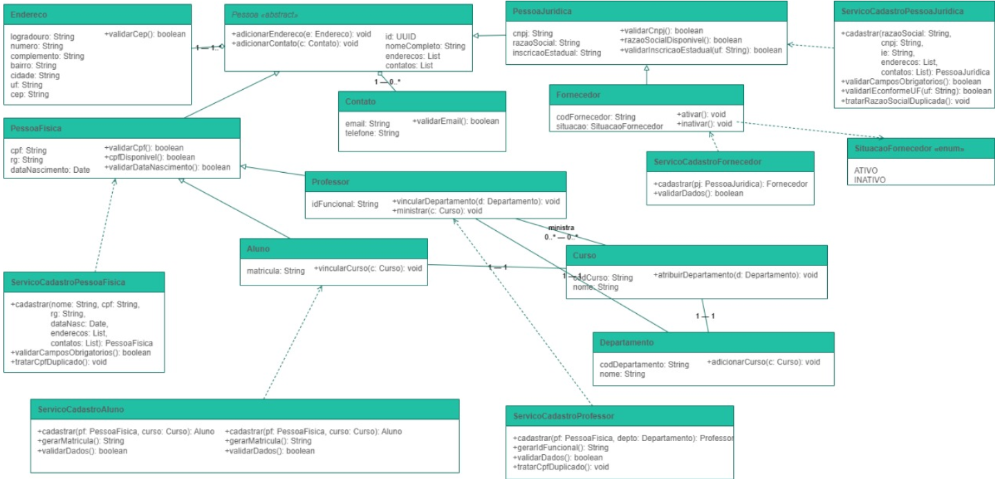 Endereco
logradouro: String
numero: String
complemento: String
bairro: String
cidade: String
uf: String
cep: String
+validarCep(): boolean
1 — 1..*
Pessoa «abstract»
+adicionarEndereco(e: Endereco): void
+adicionarContato(c: Contato): void
id: UUID
nomeCompleto: String
enderecos: List
contatos: List
1 — 0..*
PessoaJuridica
cnpj: String
razaoSocial: String
inscricaoEstadual: String
+validarCnpj(): boolean
+razaoSocialDisponivel(): boolean
+validarInscricaoEstadual(uf: String): boolean
ServicoCadastroPessoaJuridica
+cadastrar(razaoSocial: String,
cnpj: String,
ie: String,
enderecos: List,
contatos: List): PessoaJuridica
+validarCamposObrigatorios(): boolean
+validarIEconformeUF(uf: String): boolean
+tratarRazaoSocialDuplicada(): void
Contato
email: String
telefone: String
+validarEmail(): boolean
Fornecedor
codFornecedor: String
situacao: SituacaoFornecedor
+ativar(): void
+inativar(): void
PessoaFisica
cpf: String
rg: String
dataNascimento: Date
+validarCpf(): boolean
+cpfDisponivel(): boolean
+validarDataNascimento(): boolean
SituacaoFornecedor «enum»
ATIVO
INATIVO
ServicoCadastroFornecedor
+cadastrar(pj: PessoaJuridica): Fornecedor
+validarDados(): boolean
Professor
idFuncional: String
+vincularDepartamento(d: Departamento): void
+ministrar(c: Curso): void
ministra
0..* — 0..*
Aluno
matricula: String
+vincularCurso(c: Curso): void
1 — 1
Curso
codCurso: String
nome: String
+atribuirDepartamento(d: Departamento): void
1 — 1
1 — 1
ServicoCadastroPessoaFisica
+cadastrar(nome: String, cpf: String,
rg: String,
dataNasc: Date,
enderecos: List,
contatos: List): PessoaFisica
+validarCamposObrigatorios(): boolean
+tratarCpfDuplicado(): void
Departamento
codDepartamento: String
nome: String
+adicionarCurso(c: Curso): void
ServicoCadastroAluno
+cadastrar(pf: PessoaFisica, curso: Curso): Aluno
+gerarMatricula(): String
+validarDados(): boolean
+cadastrar(pf: PessoaFisica, curso: Curso): Aluno
+gerarMatricula(): String
+validarDados(): boolean
ServicoCadastroProfessor
+cadastrar(pf: PessoaFisica, depto: Departamento): Professor
+gerarIdFuncional(): String
+validarDados(): boolean
+tratarCpfDuplicado(): void